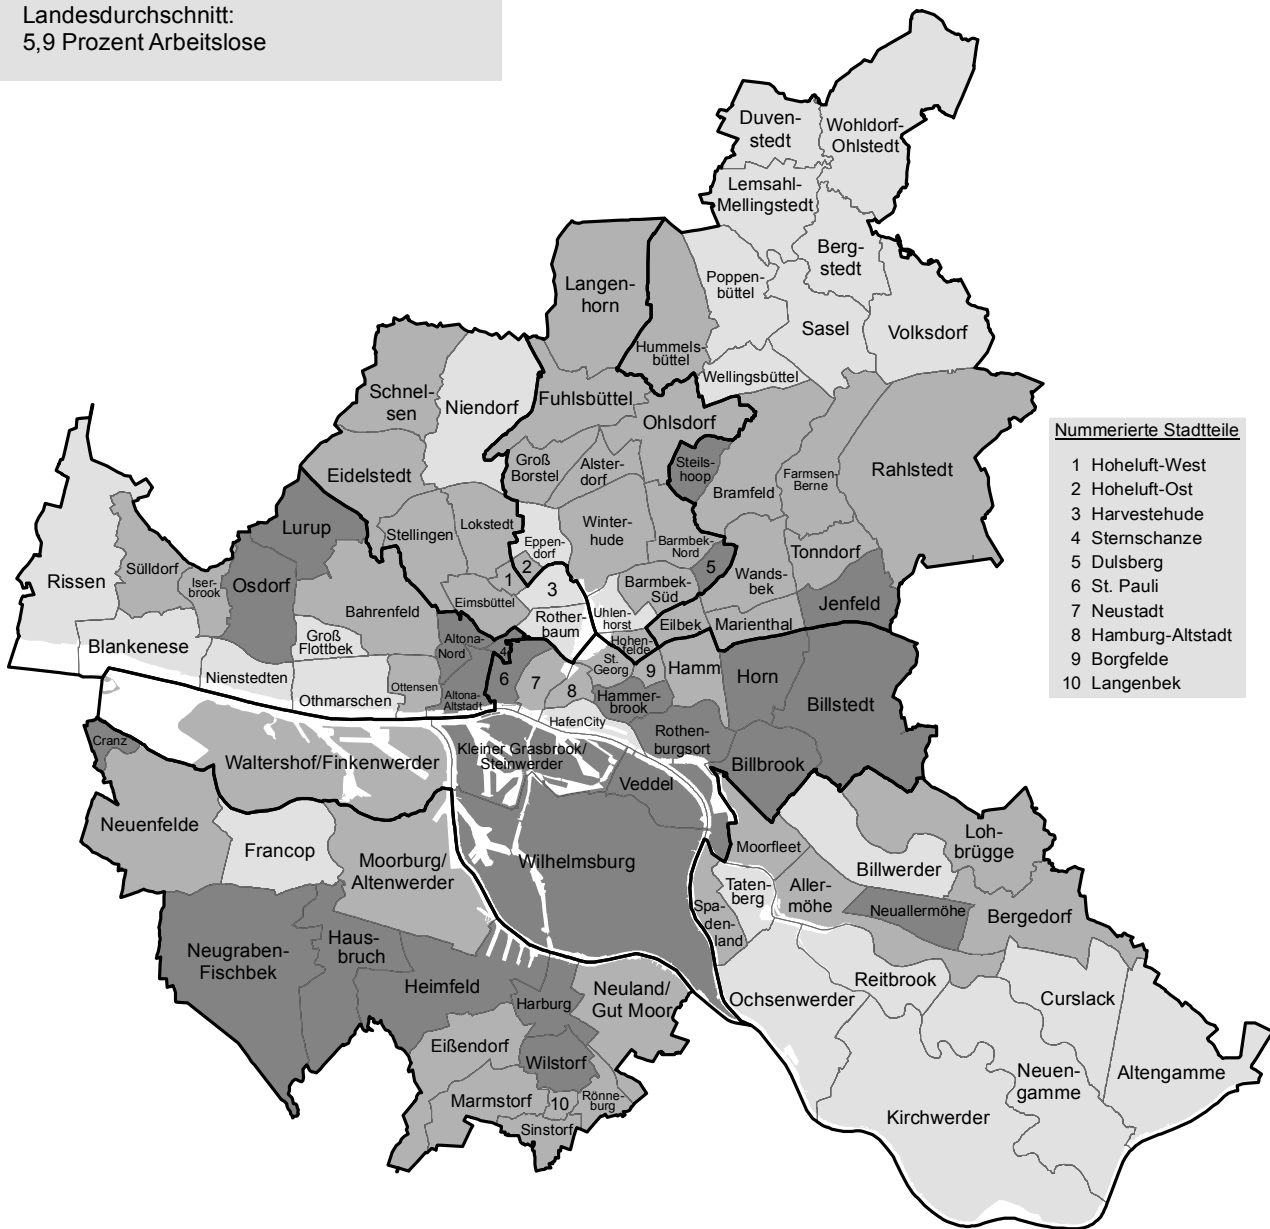 Landesdurchschnitt:
5,9 Prozent Arbeitslose
Duven-
stedt
Wohldorf-
Ohlstedt
Lemsahl-
Mellingstedt
Berg-
stedt
Poppen-
büttel
Sasel
Volksdorf
Langen-
horn
Hummels-
büttel
Wellingsbüttel
Schnel-
sen
Niendorf
Fuhlsbüttel
Ohlsdorf
Eidelstedt
Groß
Borstel
Alster-
dorf
Steils-
hoop
Bramfeld
Farmsen-
Berne
Rahlstedt
Lurup
Stellingen
Lokstedt
Eppen-
dorf
Winter-
hude
Barmbek-
Nord
5
Wands-
bek
Tonndorf
Rissen
Sülldorf
Iser-
brook
Osdorf
Bahrenfeld
Eimsbüttel
1
2
3
Barmbek-
Süd
Jenfeld
Blankenese
Groß
Flottbek
Altona-
Nord
4
Rother-
baum
Uhlen-
horst
Hohen-
felde
Eilbek
Marienthal
Nienstedten
Othmarschen
Ottensen
Altona-
Altstadt
6
7
8
St.
Georg
9
Hamm
Horn
Billstedt
Hammer-
brook
HafenCity
Rothen-
burgsort
Billbrook
Cranz
Waltershof/Finkenwerder
Kleiner Grasbrook/
Steinwerder
Veddel
Neuenfelde
Francop
Moorburg/
Altenwerder
Wilhelmsburg
Moorfleet
Billwerder
Loh-
brügge
Taten-
berg
Aller-
möhe
Neuallermöhe
Bergedorf
Spa-
den-
land
Neugraben-
Fischbek
Haus-
bruch
Heimfeld
Harburg
Neuland/
Gut Moor
Ochsenwerder
Reitbrook
Curslack
Eißendorf
Wilstorf
Neuen-
gamme
Altengamme
Marmstorf
10
Rönne-
burg
Sinstorf
Kirchwerder
Nummerierte Stadtteile
1 Hoheluft-West
2 Hoheluft-Ost
3 Harvestehude
4 Sternschanze
5 Dulsberg
6 St. Pauli
7 Neustadt
8 Hamburg-Altstadt
9 Borgfelde
10 Langenbek